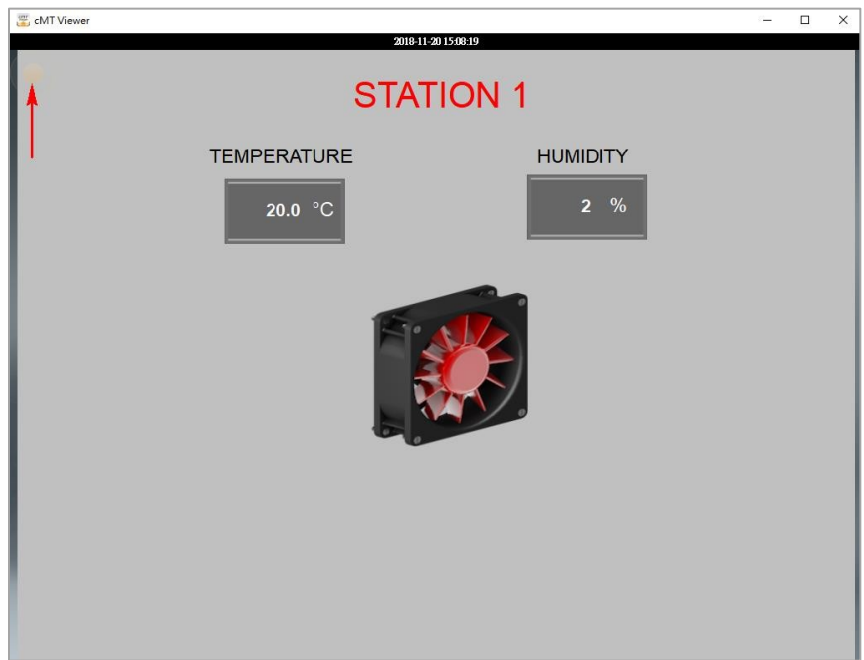 cMT Viewer
2018-11-20 15:08:19
STATION 1
TEMPERATURE
HUMIDITY
20.0 °C
2 %